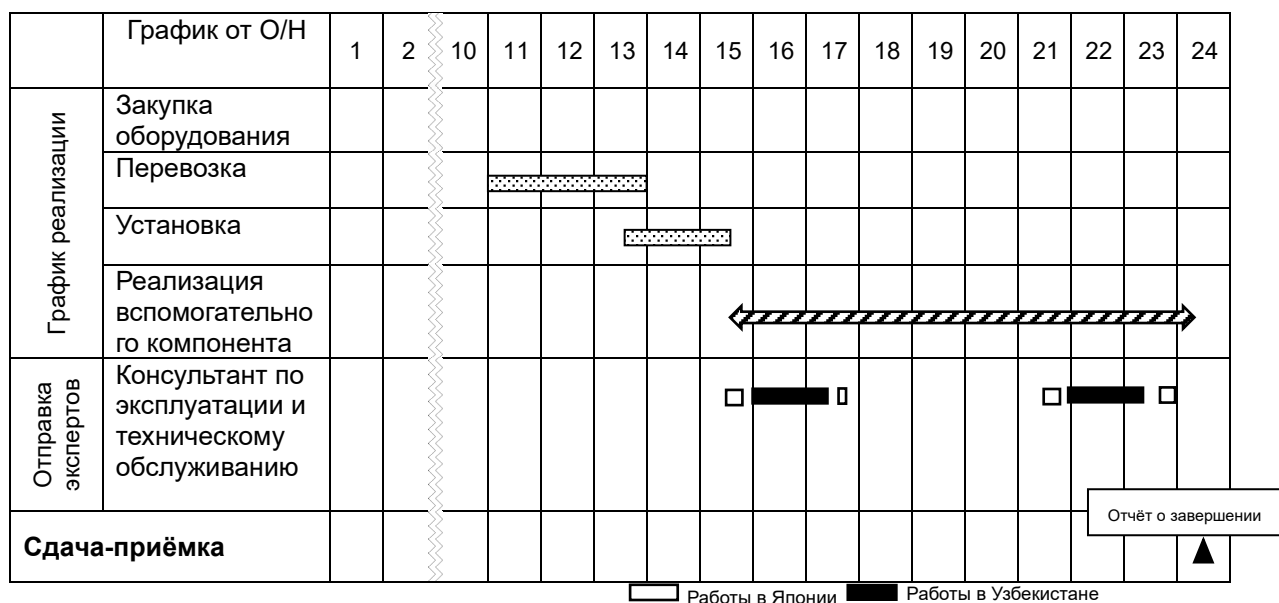 График от О/Н
1 2 10 11 12 13 14 15 16 17 18 19 20 21 22 23 24
График реализации
Закупка
оборудования
Перевозка
Установка
Реализация
вспомогательно
го компонента
Отправка
экспертов
Консультант по
эксплуатации и
техническому
обслуживанию
Отчёт о завершении
Сдача-приёмка
Работы в Японии Работы в Узбекистане